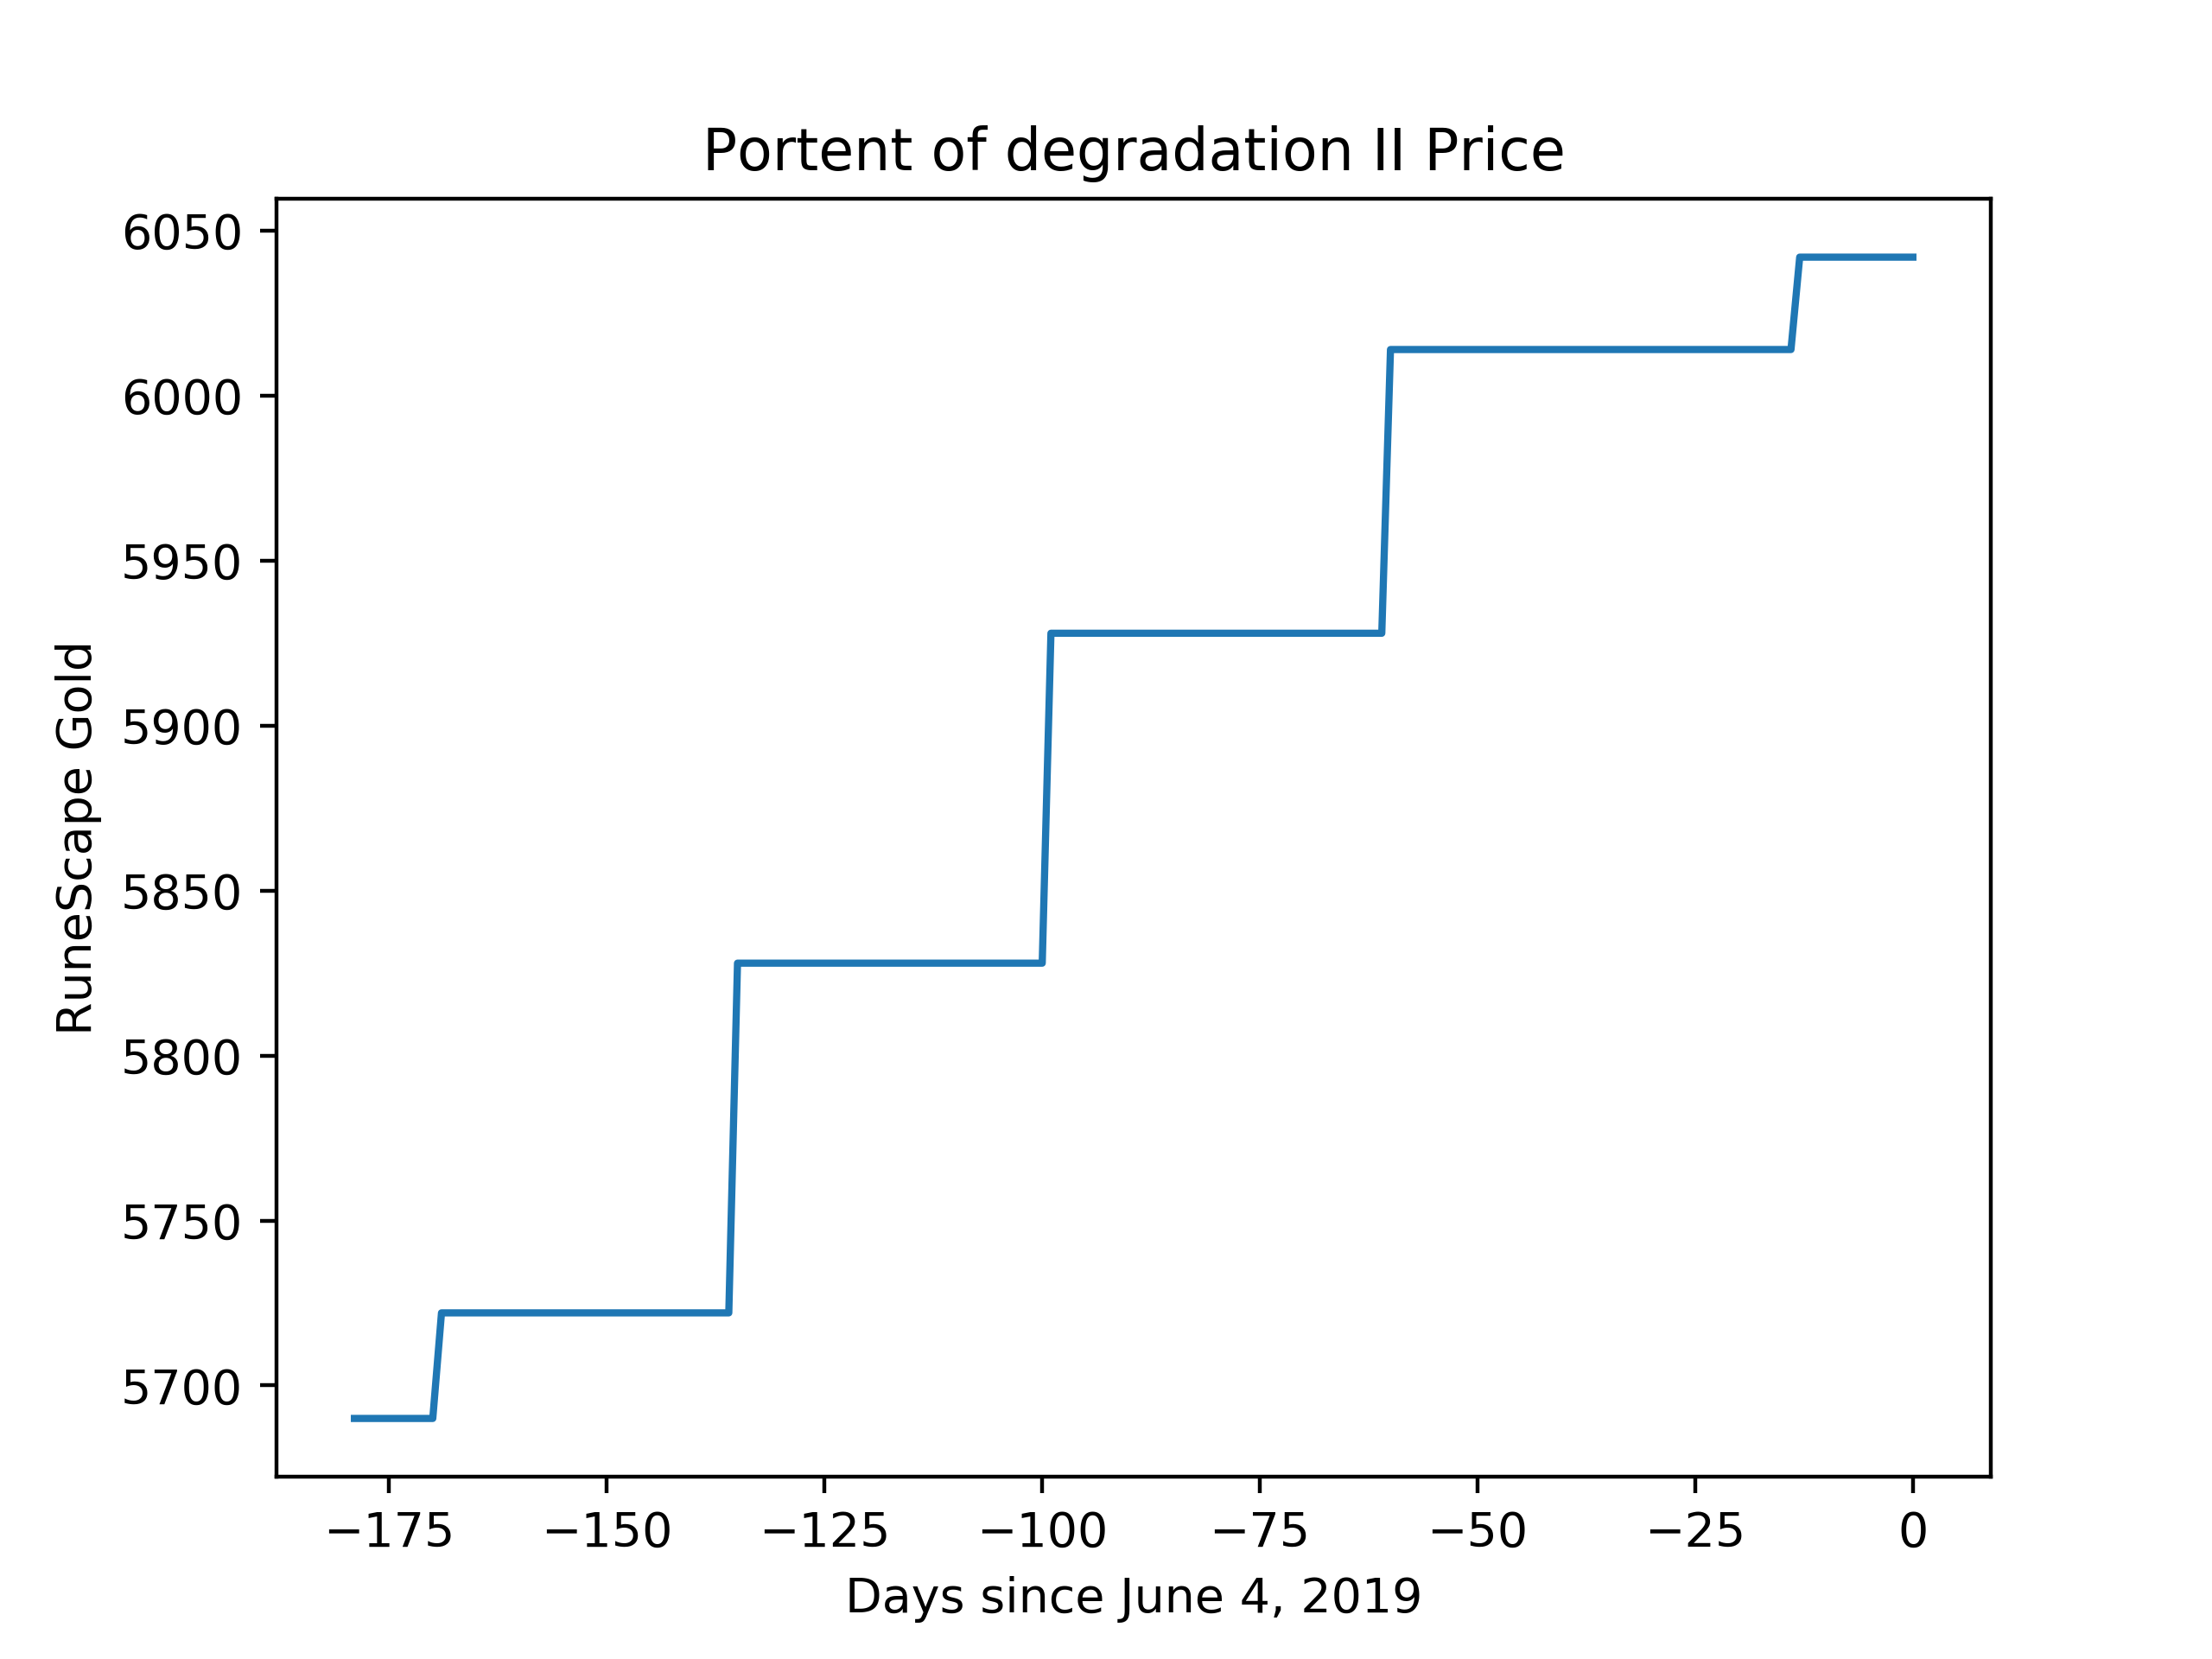 Portent of degradation II Price
RuneScape Gold
6050
6000
5950
5900
5850
5800
5750
5700
−175 −150 −125 −100 −75 −50 −25 0
Days since June 4, 2019